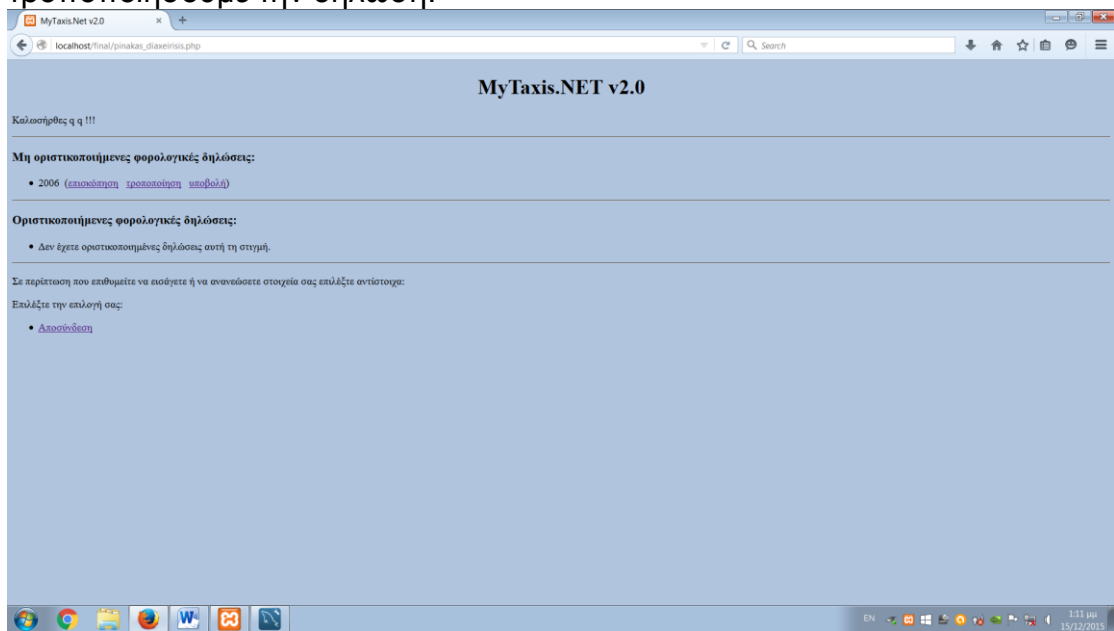 τροποποιήσουμε την δήλωση.
MyTaxis.Net v2.0
localhost/final/pinakas_diaxeirisis.php
Search
MyTaxis.NET v2.0
Καλωσήρθες q q !!!
Μη οριστικοποιήμενες φορολογικές δηλώσεις:
2006 (επισκόπηση τροποποίηση υποβολή)
Οριστικοποιήμενες φορολογικές δηλώσεις:
Δεν έχετε οριστικοποιημένες δηλώσεις αυτή τη στιγμή.
Σε περίπτωση που επιθυμείτε να εισάγετε ή να ανανεώσετε στοιχεία σας επιλέξτε αντίστοιχα:
Επιλέξτε την επιλογή σας:
Αποσύνδεση
EN
1:11 μμ
15/12/2015